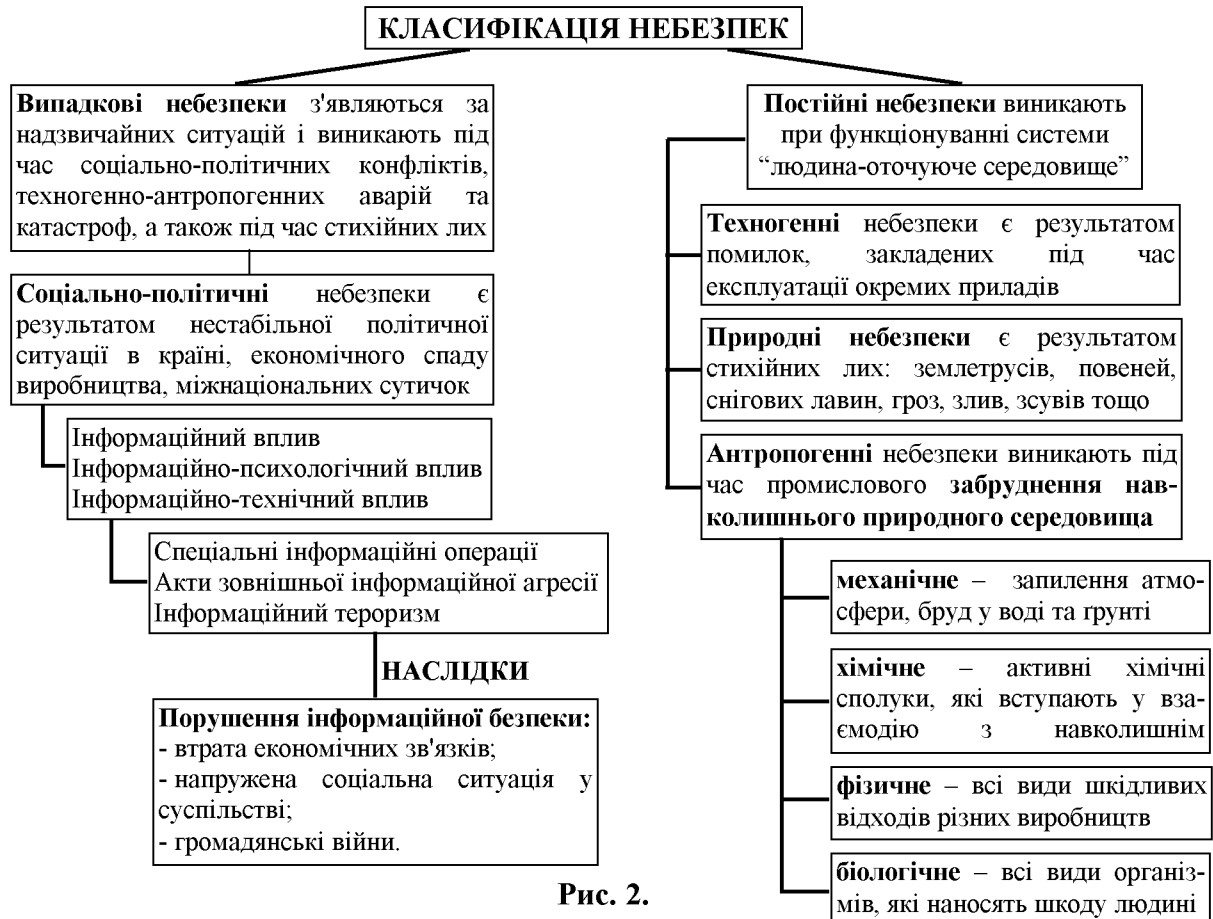 КЛАСИФІКАЦІЯ НЕБЕЗПЕК
Випадкові небезпеки з'являються за
надзвичайних ситуацій і виникають під
час соціально-політичних конфліктів,
техногенно-антропогенних аварій та
катастроф, а також під час стихійних лих
Соціально-політичні небезпеки є
результатом нестабільної політичної
ситуації в країні, економічного спаду
виробництва, міжнаціональних сутичок
Інформаційний вплив
Інформаційно-психологічний вплив
Інформаційно-технічний вплив
Спеціальні інформаційні операції
Акти зовнішньої інформаційної агресії
Інформаційний тероризм
НАСЛІДКИ
Порушення інформаційної безпеки:
- втрата економічних зв'язків;
- напружена соціальна ситуація у
суспільстві;
- громадянські війни.
Постійні небезпеки виникають
при функціонуванні системи
“людина-оточуюче середовище”
Техногенні небезпеки є результатом
помилок, закладених під час
експлуатації окремих приладів
Природні небезпеки є результатом
стихійних лих: землетрусів, повеней,
снігових лавин, гроз, злив, зсувів тощо
Антропогенні небезпеки виникають під
час промислового забруднення нав-
колишнього природного середовища
механічне – запилення атмо-
сфери, бруд у воді та ґрунті
хімічне – активні хімічні
сполуки, які вступають у вза-
ємодію з навколишнім
фізичне – всі види шкідливих
відходів різних виробництв
біологічне – всі види організ-
мів, які наносять шкоду людині
Рис. 2.